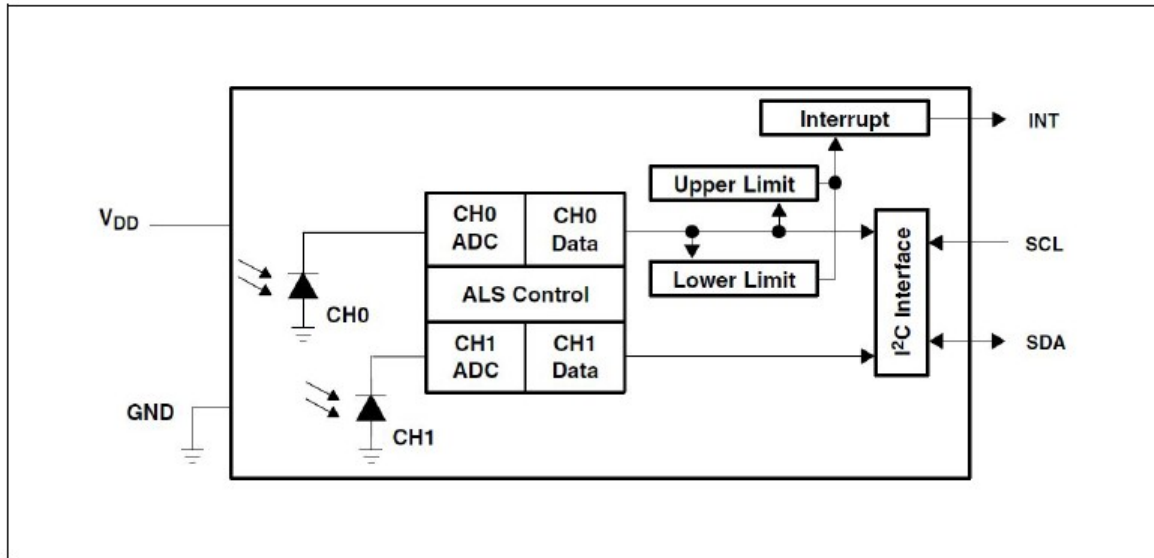 Interrupt
INT
Upper Limit
V_DD
CH0
ADC
CH0
Data
SCL
Lower Limit
ALS Control
I²C Interface
CH0
CH1
ADC
CH1
Data
SDA
GND
CH1